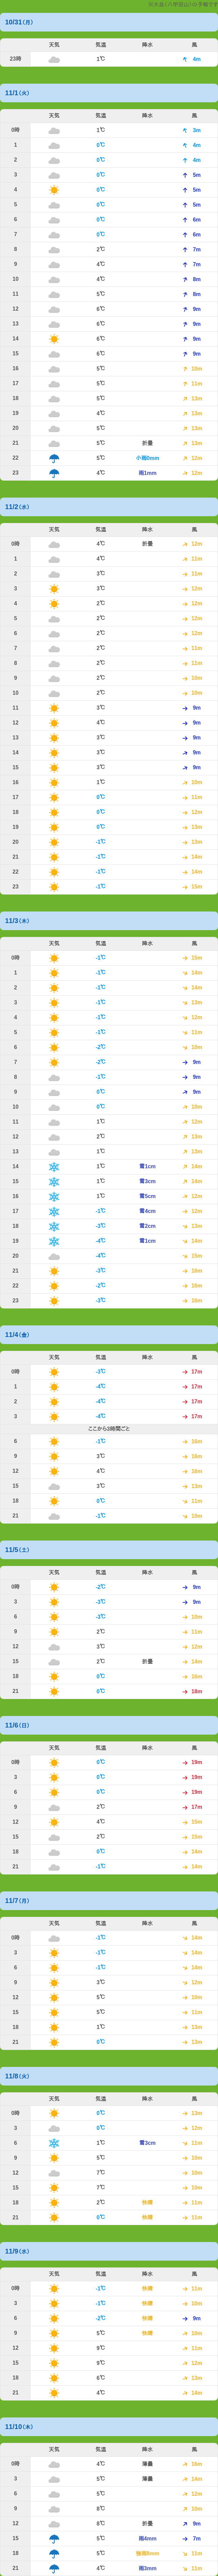 ※大岳(八甲田山)の予報です
10/31(月)
天気 気温 降水 風
23時 1℃ 4m
11/1(火)
天気 気温 降水 風
0時 1℃ 3m
1 0℃ 4m
2 0℃ 4m
3 0℃ 5m
4 0℃ 5m
5 0℃ 5m
6 0℃ 6m
7 0℃ 6m
8 2℃ 7m
9 4℃ 7m
10 4℃ 8m
11 5℃ 8m
12 6℃ 9m
13 6℃ 9m
14 6℃ 9m
15 6℃ 9m
16 5℃ 10m
17 5℃ 11m
18 5℃ 13m
19 4℃ 13m
20 5℃ 13m
21 5℃ 折曇 13m
22 5℃ 小雨0mm 12m
23 4℃ 雨1mm 12m
11/2(水)
天気 気温 降水 風
0時 4℃ 折曇 12m
1 4℃ 11m
2 3℃ 11m
3 3℃ 12m
4 2℃ 12m
5 2℃ 12m
6 2℃ 12m
7 2℃ 11m
8 2℃ 11m
9 2℃ 10m
10 2℃ 10m
11 3℃ 9m
12 4℃ 9m
13 3℃ 9m
14 3℃ 9m
15 3℃ 9m
16 1℃ 10m
17 0℃ 11m
18 0℃ 12m
19 0℃ 13m
20 -1℃ 13m
21 -1℃ 14m
22 -1℃ 14m
23 -1℃ 15m
11/3(木)
天気 気温 降水 風
0時 -1℃ 15m
1 -1℃ 14m
2 -1℃ 14m
3 -1℃ 13m
4 -1℃ 12m
5 -1℃ 11m
6 -2℃ 10m
7 -2℃ 9m
8 -1℃ 9m
9 0℃ 9m
10 0℃ 10m
11 1℃ 12m
12 2℃ 13m
13 1℃ 13m
14 1℃ 雪1cm 14m
15 1℃ 雪3cm 14m
16 1℃ 雪5cm 12m
17 -1℃ 雪4cm 12m
18 -3℃ 雪2cm 13m
19 -4℃ 雪1cm 14m
20 -4℃ 15m
21 -3℃ 16m
22 -2℃ 16m
23 -3℃ 16m
11/4(金)
天気 気温 降水 風
0時 -3℃ 17m
1 -4℃ 17m
2 -4℃ 17m
3 -4℃ 17m
ここから3時間ごと
6 -1℃ 16m
9 3℃ 16m
12 4℃ 15m
15 3℃ 13m
18 0℃ 11m
21 -1℃ 10m
11/5(土)
天気 気温 降水 風
0時 -2℃ 9m
3 -3℃ 9m
6 -3℃ 10m
9 2℃ 11m
12 3℃ 12m
15 2℃ 折曇 14m
18 0℃ 16m
21 0℃ 18m
11/6(日)
天気 気温 降水 風
0時 0℃ 19m
3 0℃ 19m
6 0℃ 19m
9 2℃ 17m
12 4℃ 15m
15 2℃ 15m
18 0℃ 14m
21 -1℃ 14m
11/7(月)
天気 気温 降水 風
0時 -1℃ 14m
3 -1℃ 14m
6 -1℃ 14m
9 3℃ 12m
12 5℃ 10m
15 5℃ 11m
18 1℃ 13m
21 0℃ 13m
11/8(火)
天気 気温 降水 風
0時 0℃ 12m
3 0℃ 12m
6 1℃ 雪3cm 11m
9 5℃ 10m
12 7℃ 10m
15 7℃ 10m
18 2℃ 快晴 11m
21 0℃ 快晴 11m
11/9(水)
天気 気温 降水 風
0時 -1℃ 快晴 11m
3 -1℃ 快晴 10m
6 -2℃ 快晴 9m
9 5℃ 快晴 10m
12 9℃ 11m
15 9℃ 12m
18 6℃ 13m
21 4℃ 14m
11/10(木)
天気 気温 降水 風
0時 4℃ 薄曇 16m
3 5℃ 薄曇 14m
6 5℃ 12m
9 8℃ 10m
12 8℃ 折曇 9m
15 5℃ 雨4mm 7m
18 5℃ 強雨8mm 11m
21 4℃ 雨3mm 11m